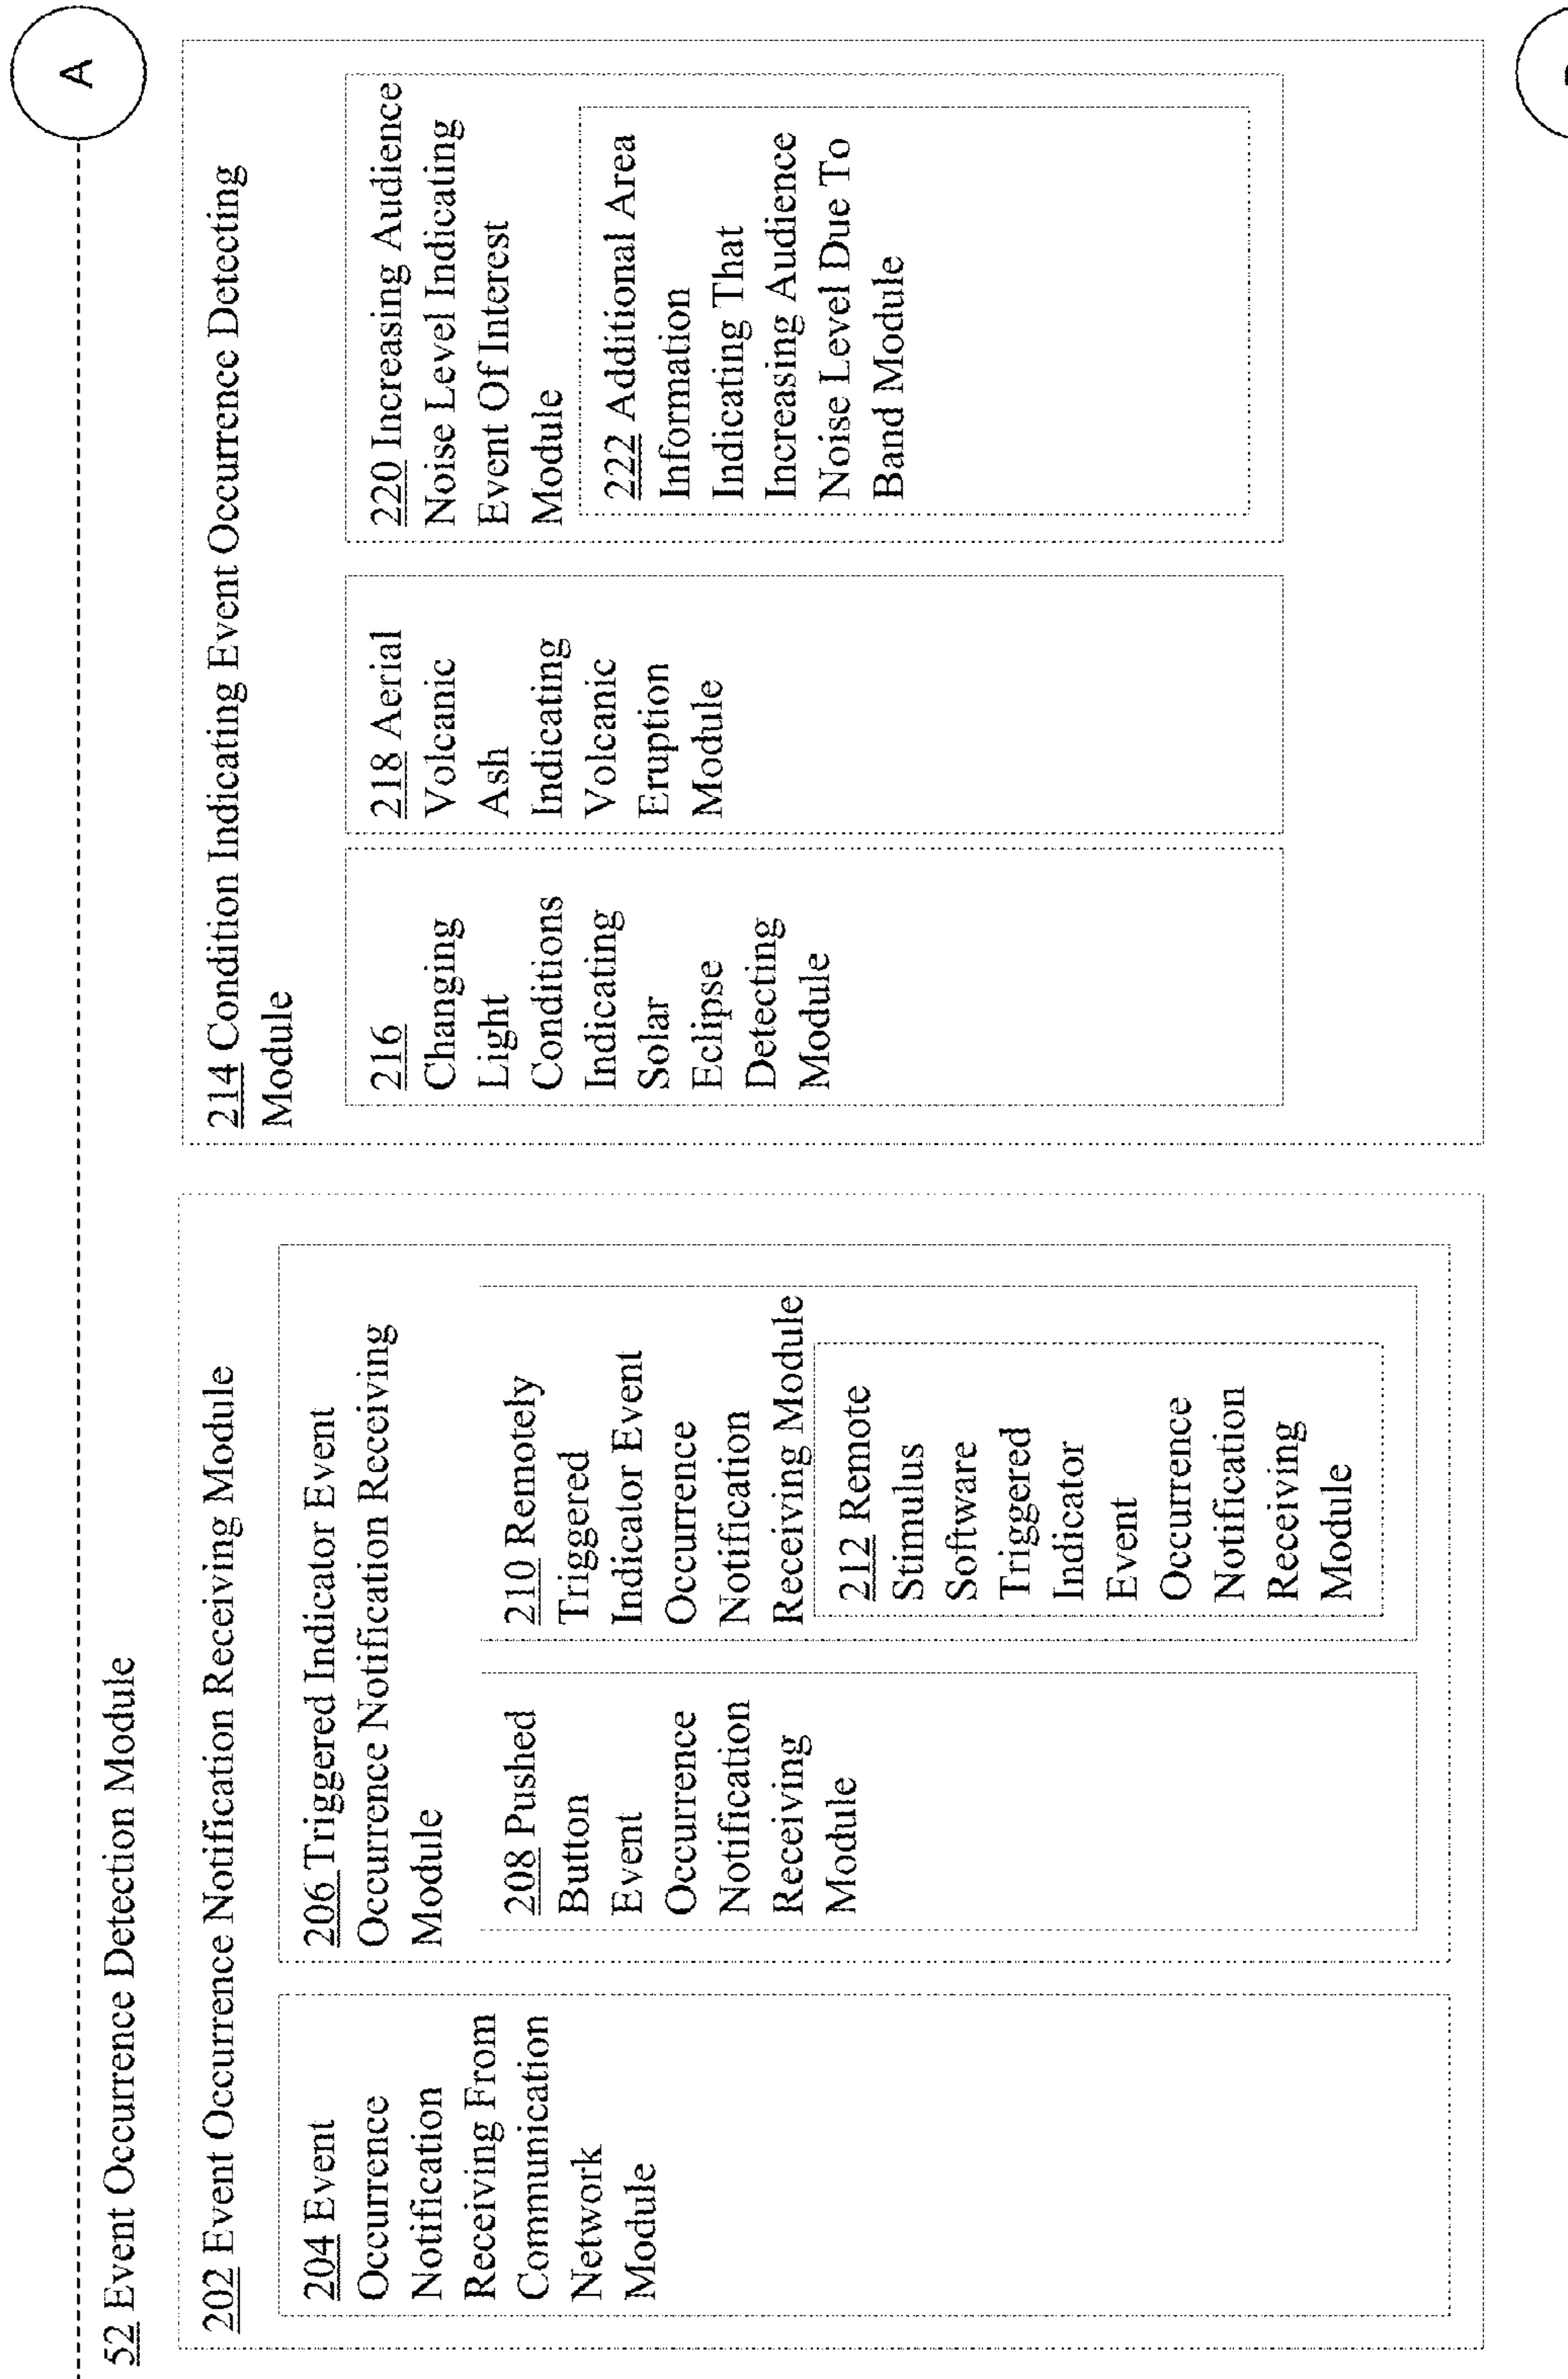 52 Event Occurrence Detection Module
202 Event Occurrence Notification Receiving Module
204 Event
Occurrence
Notification
Receiving From
Communication
Network
Module
206 Triggered Indicator Event
Occurrence Notification Receiving
Module
208 Pushed
Button
Event
Occurrence
Notification
Receiving
Module
210 Remotely
Triggered
Indicator Event
Occurrence
Notification
Receiving Module
212 Remote
Stimulus
Software
Triggered
Indicator
Event
Occurrence
Notification
Receiving
Module
214 Condition Indicating Event Occurrence Detecting
Module
216
Changing
Light
Conditions
Indicating
Solar
Eclipse
Detecting
Module
218 Aerial
Volcanic
Ash
Indicating
Volcanic
Eruption
Module
220 Increasing Audience
Noise Level Indicating
Event Of Interest
Module
222 Additional Area
Information
Indicating That
Increasing Audience
Noise Level Due To
Band Module
A